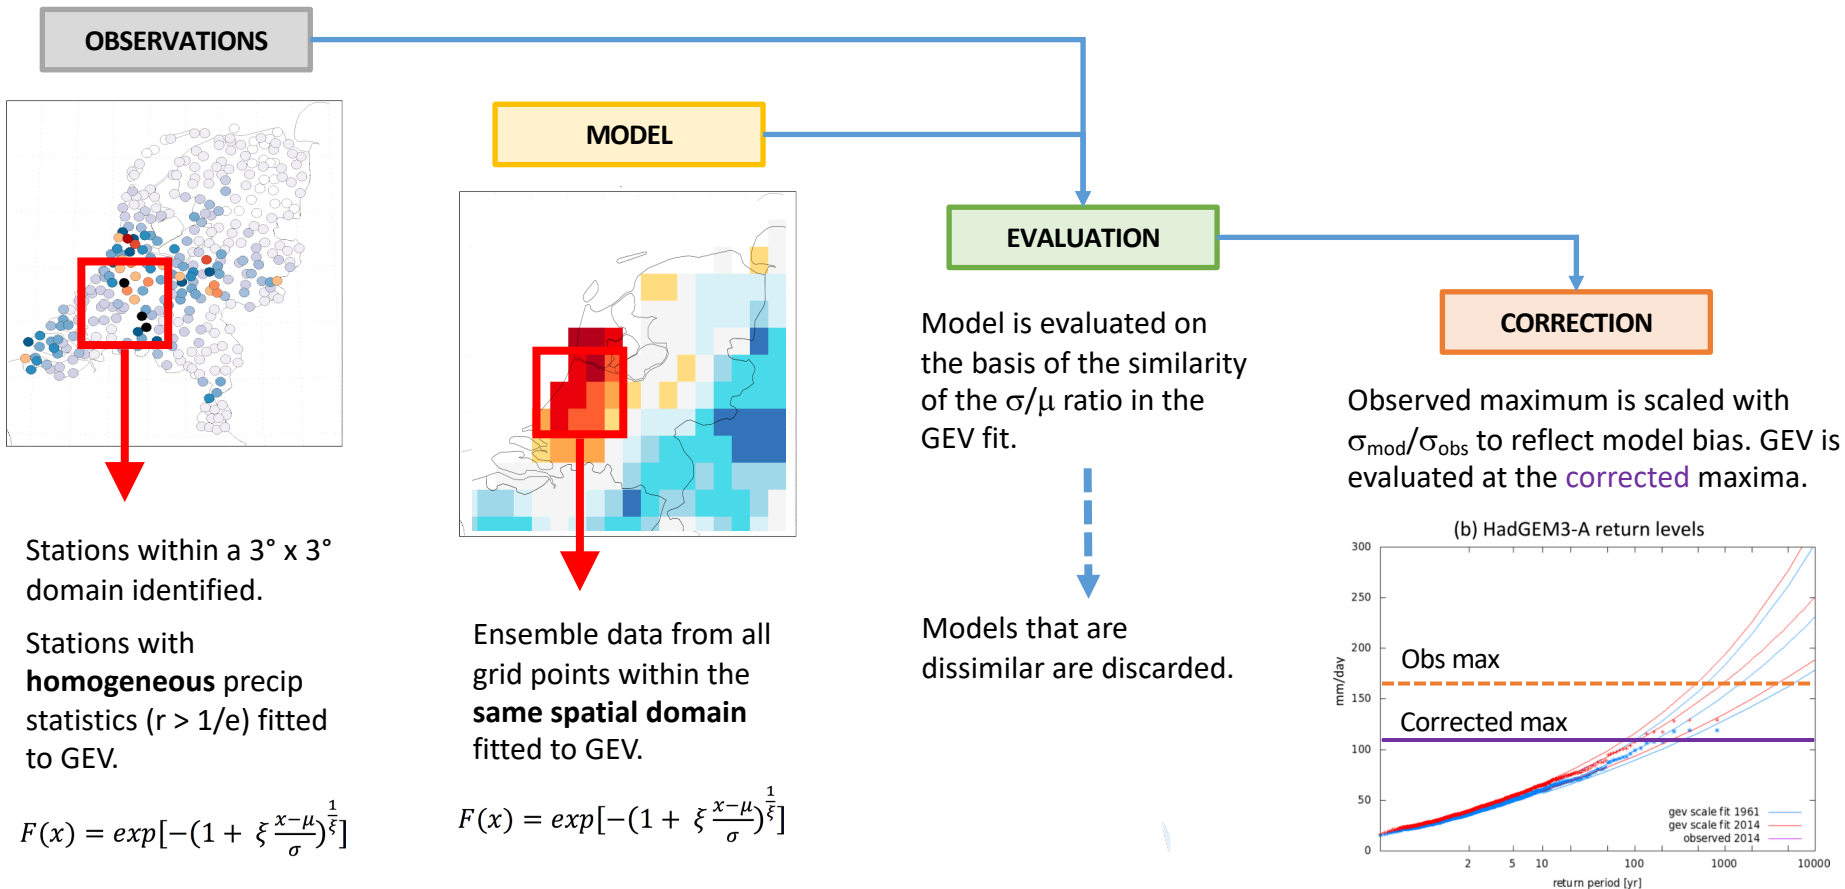 OBSERVATIONS
MODEL
EVALUATION
CORRECTION
Stations within a 3° x 3°
domain identified.
Stations with
homogeneous precip
statistics (r > 1/e) fitted
to GEV.
F(x) = exp[-(1 + ξ (x-μ)/σ)^(1/ξ)]
Ensemble data from all
grid points within the
same spatial domain
fitted to GEV.
F(x) = exp[-(1 + ξ (x-μ)/σ)^(1/ξ)]
Model is evaluated on
the basis of the similarity
of the σ/μ ratio in the
GEV fit.
Models that are
dissimilar are discarded.
Observed maximum is scaled with
σmod/σobs to reflect model bias. GEV is
evaluated at the corrected maxima.
(b) HadGEM3-A return levels
300
250
200
150
100
50
0
mm/day
Obs max
Corrected max
gev scale fit 1961
gev scale fit 2014
observed 2014
2 5 10 100 1000 10000
return period [yr]